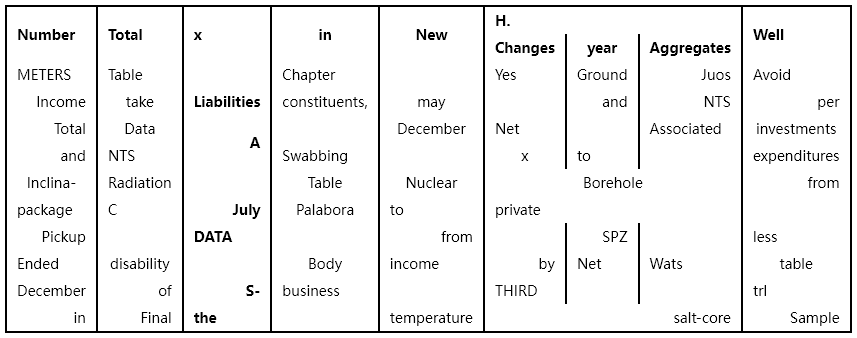 H.
Number Total x in New Changes year Aggregates Well
METERS Table Chapter Yes Ground Juos Avoid
Income take Liabilities constituents, may and NTS per
Total Data A December Net Associated investments
and NTS Swabbing x to expenditures
Inclina- Radiation Table Nuclear Borehole from
package C July Palabora to private
Pickup DATA from SPZ less
Ended disability Body income by Net Wats table
December of S- business THIRD trl
in Final the temperature salt-core Sample